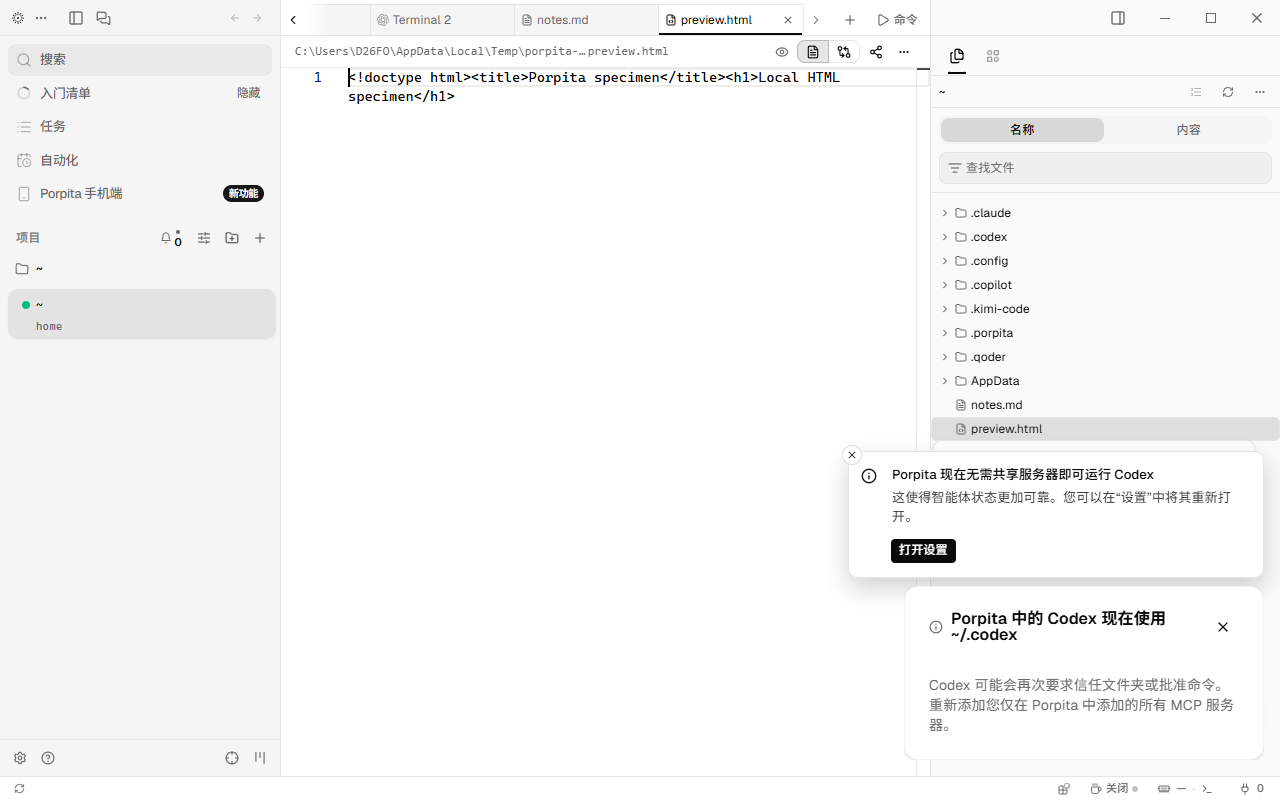 Terminal 2
notes.md
preview.html
命令
C:\Users\D26FO\AppData\Local\Temp\porpita-…preview.html
搜索
入门清单
隐藏
任务
自动化
Porpita 手机端
新功能
项目
0
~
~
home
1
<!doctype html><title>Porpita specimen</title><h1>Local HTML
specimen</h1>
~
名称
内容
查找文件
.claude
.codex
.config
.copilot
.kimi-code
.porpita
.qoder
AppData
notes.md
preview.html
Porpita 现在无需共享服务器即可运行 Codex
这使得智能体状态更加可靠。您可以在“设置”中将其重新打
开。
打开设置
Porpita 中的 Codex 现在使用
~/.codex
Codex 可能会再次要求信任文件夹或批准命令。
重新添加您仅在 Porpita 中添加的所有 MCP 服务
器。
关闭
0